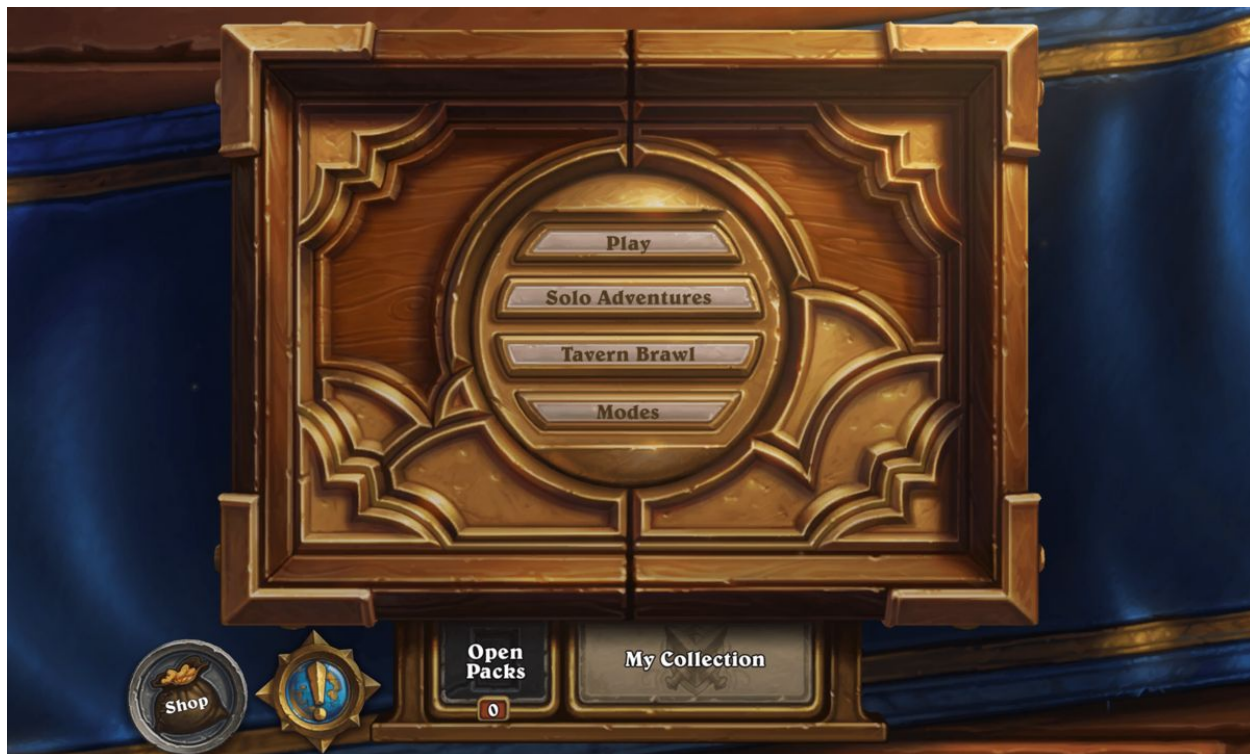 Play
Solo Adventures
Tavern Brawl
Modes
Open
Packs
0
My Collection
Shop